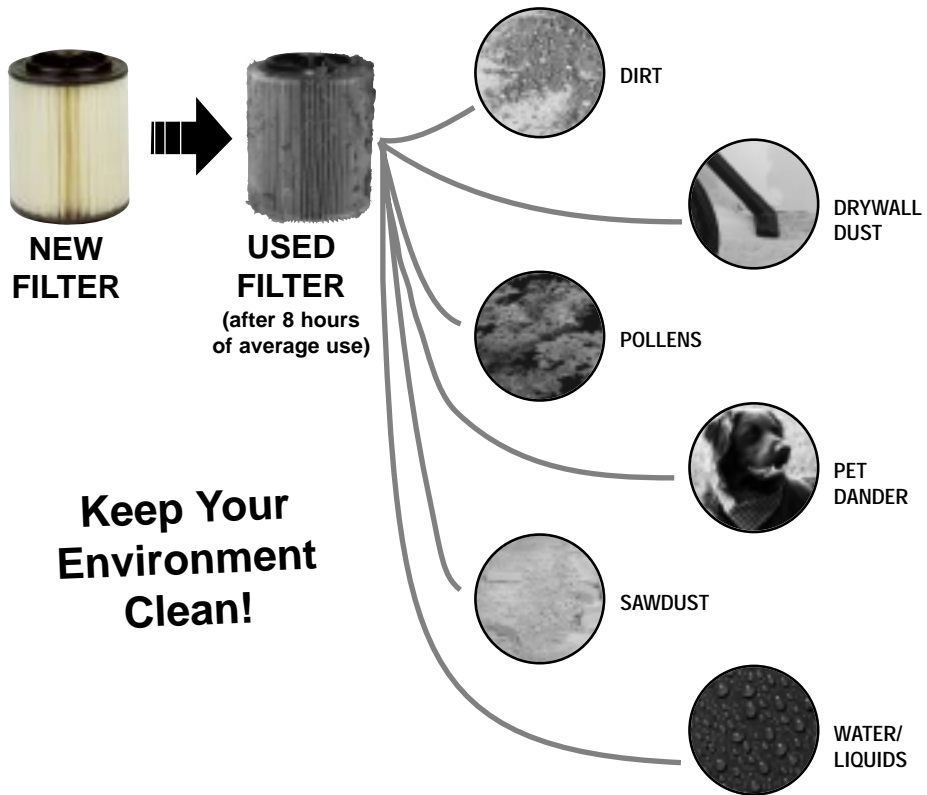 NEW
FILTER
USED
FILTER
(after 8 hours
of average use)
Keep Your
Environment
Clean!
DIRT
DRYWALL
DUST
POLLENS
PET
DANDER
SAWDUST
WATER/
LIQUIDS